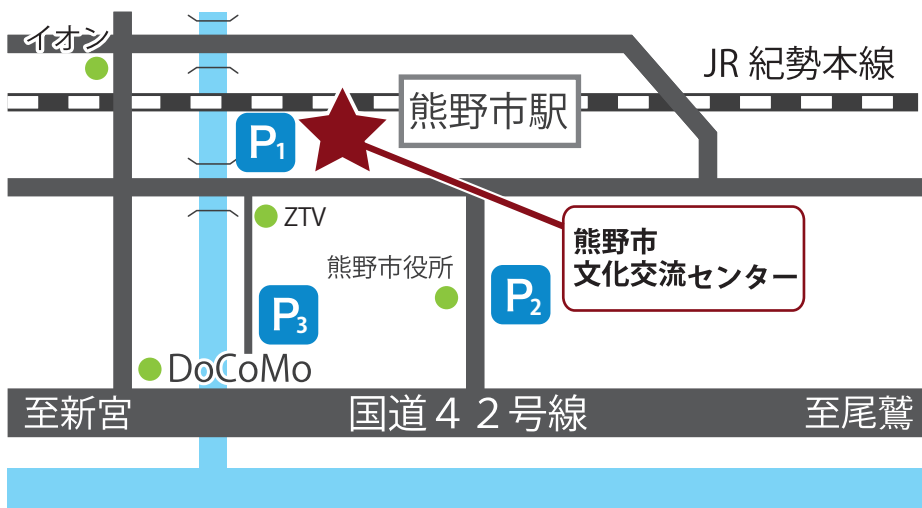 イオン
JR 紀勢本線
熊野市駅
P1
ZTV
熊野市
文化交流センター
熊野市役所
P2
P3
DoCoMo
至新宮
国道４２号線
至尾鷲